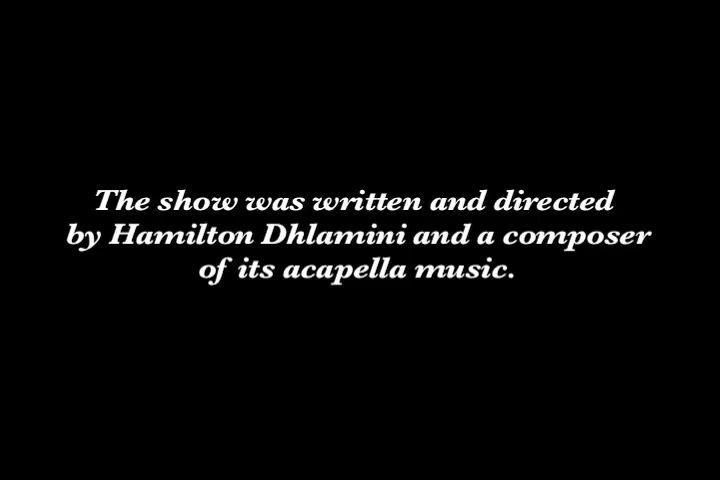 The show was written and directed
by Hamilton Dhlamini and a composer
of its acapella music.